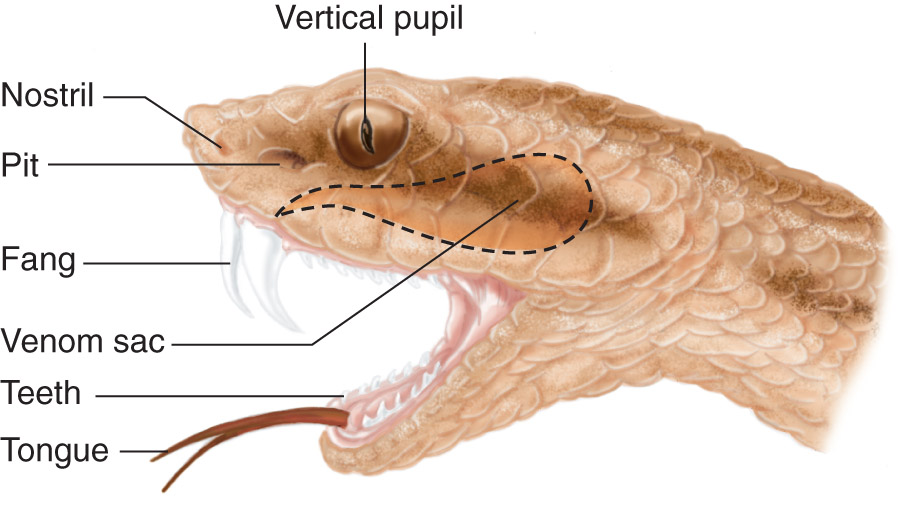 Vertical pupil
Nostril
Pit
Fang
Venom sac
Teeth
Tongue